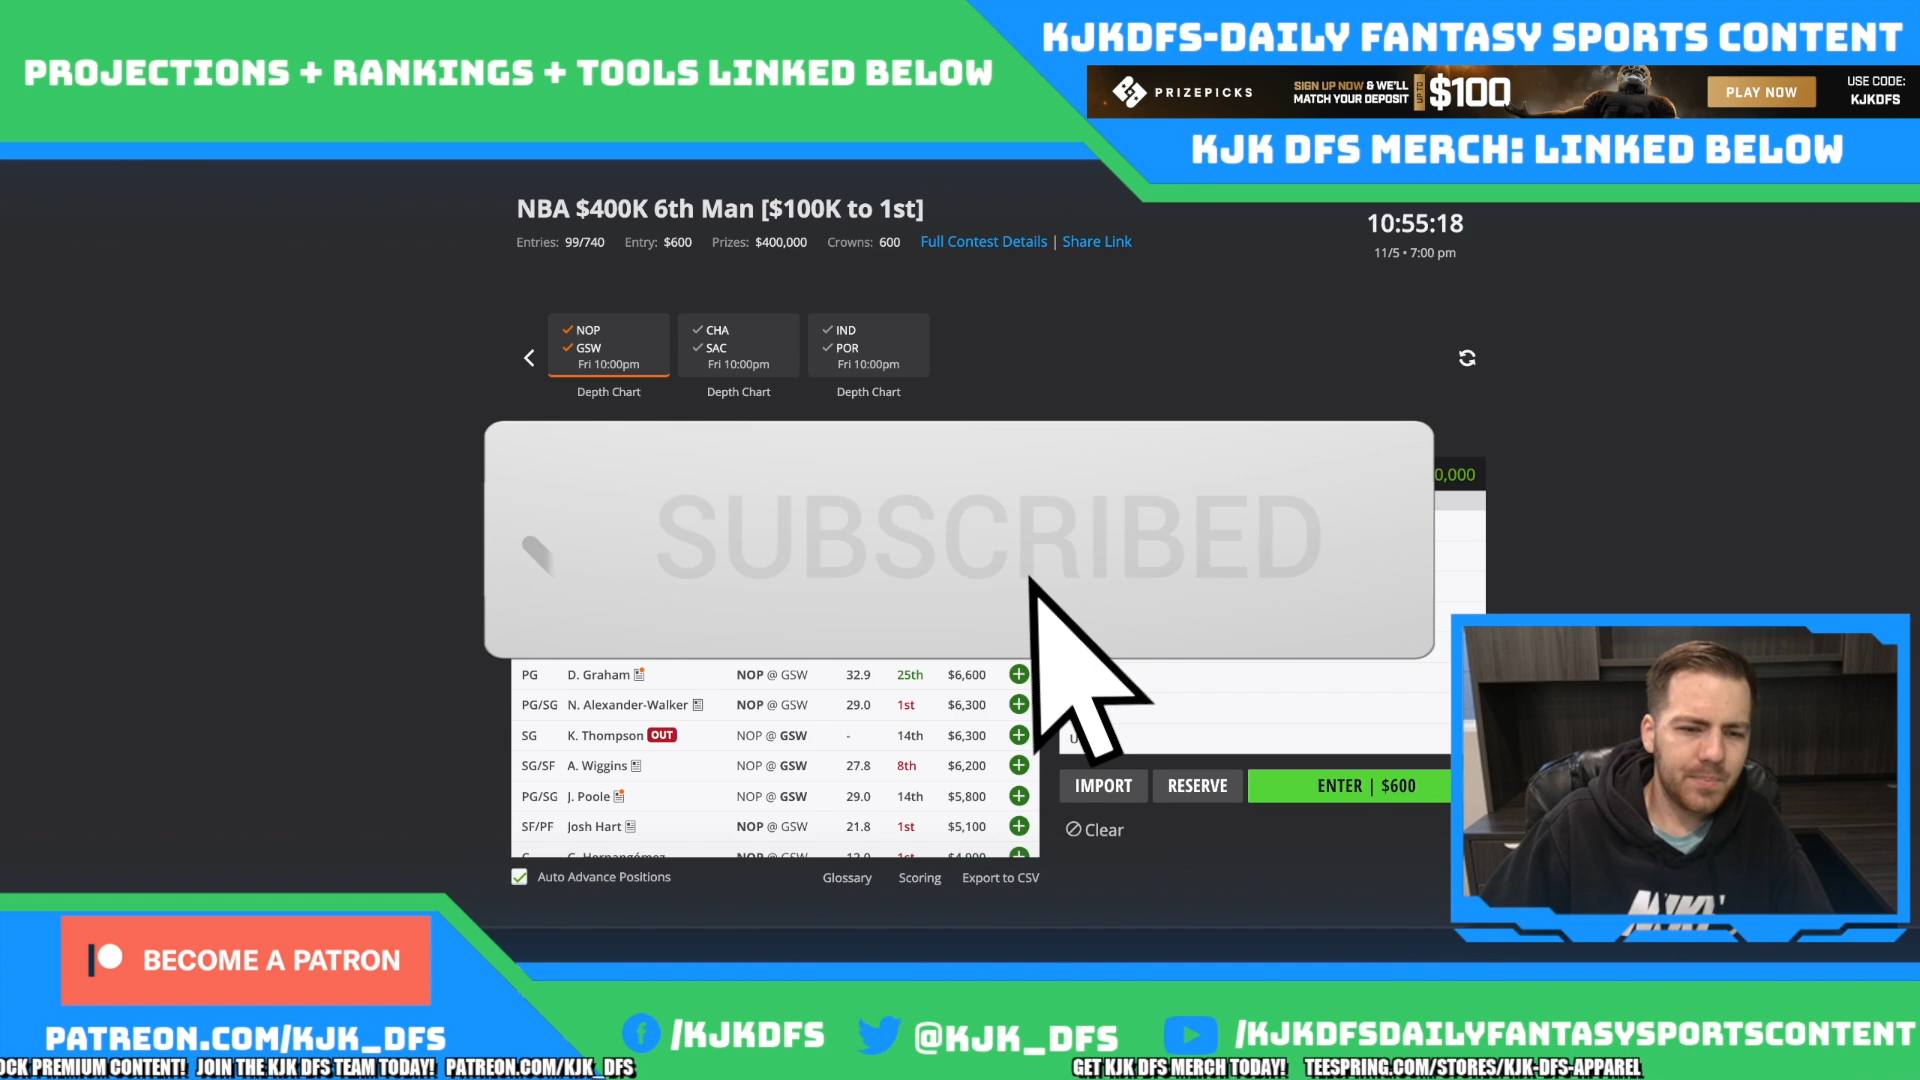 PROJECTIONS + RANKINGS + TOOLS LINKED BELOW
KJKDFS-DAILY FANTASY SPORTS CONTENT
PRIZEPICKS
SIGN UP NOW & WE'LL
MATCH YOUR DEPOSIT
UP TO
$100
PLAY NOW
USE CODE:
KJKDFS
KJK DFS MERCH: LINKED BELOW
NBA $400K 6th Man [$100K to 1st]
Entries: 99/740 Entry: $600 Prizes: $400,000 Crowns: 600 Full Contest Details | Share Link
10:55:18
11/5 • 7:00 pm
NOP
GSW
Fri 10:00pm
Depth Chart
CHA
SAC
Fri 10:00pm
Depth Chart
IND
POR
Fri 10:00pm
Depth Chart
0,000
SUBSCRIBED
PG D. Graham NOP @ GSW 32.9 25th $6,600
PG/SG N. Alexander-Walker NOP @ GSW 29.0 1st $6,300
SG K. Thompson OUT NOP @ GSW - 14th $6,300
SG/SF A. Wiggins NOP @ GSW 27.8 8th $6,200
PG/SG J. Poole NOP @ GSW 29.0 14th $5,800
SF/PF Josh Hart NOP @ GSW 21.8 1st $5,100
Auto Advance Positions Glossary Scoring Export to CSV
IMPORT RESERVE ENTER | $600
Clear
BECOME A PATRON
PATREON.COM/KJK_DFS
/KJKDFS
@KJK_DFS
/KJKDFSDAILYFANTASYSPORTSCONTENT
OCK PREMIUM CONTENT! JOIN THE KJK DFS TEAM TODAY! PATREON.COM/KJK_DFS
GET KJK DFS MERCH TODAY! TEESPRING.COM/STORES/KJK-DFS-APPAREL